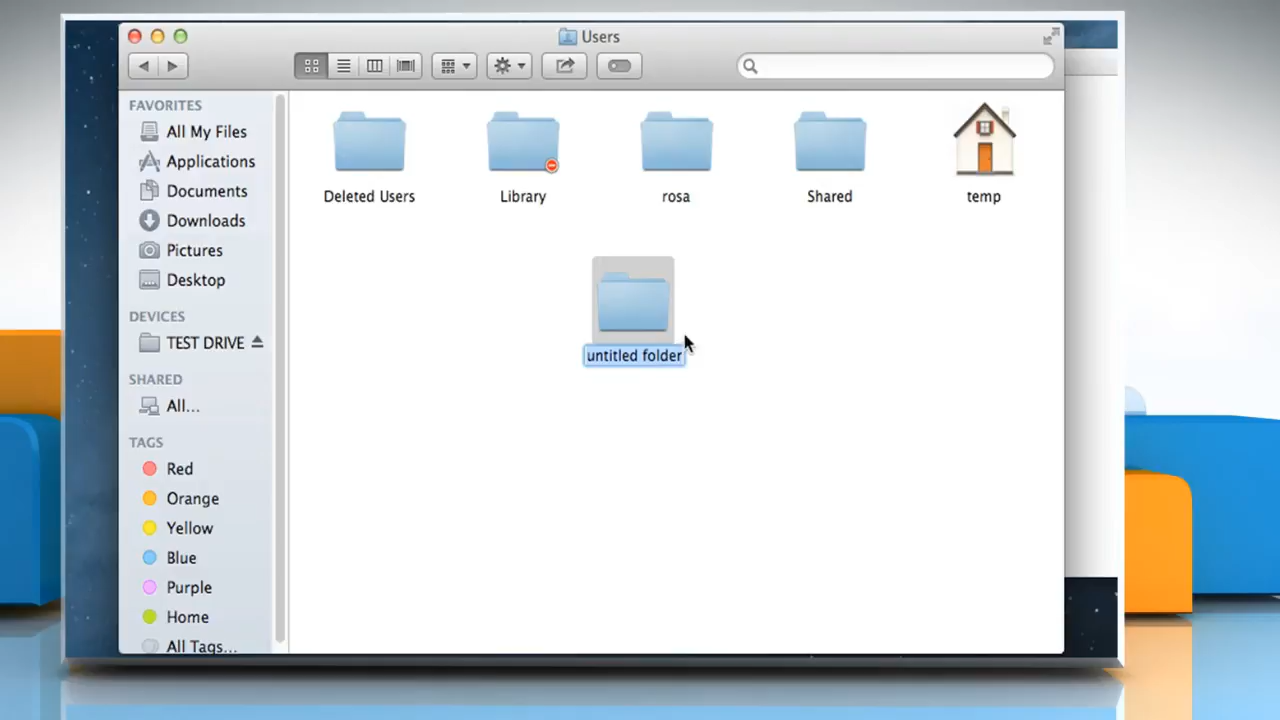 Users
FAVORITES
All My Files
Applications
Documents
Downloads
Pictures
Desktop
DEVICES
TEST DRIVE
SHARED
All...
TAGS
Red
Orange
Yellow
Blue
Purple
Home
All Tags...
Deleted Users
Library
rosa
Shared
temp
untitled folder